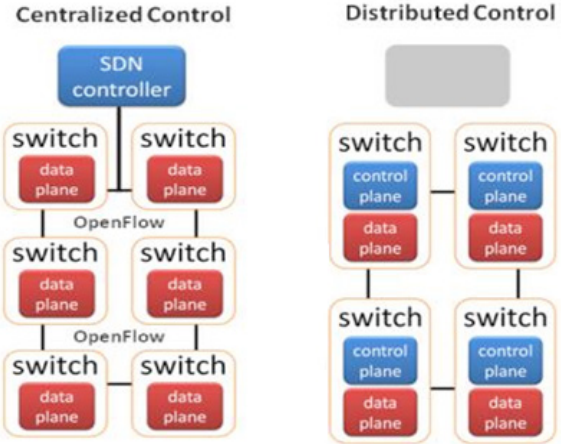 Centralized Control
SDN
controller
switch switch
data data
plane plane
OpenFlow
switch switch
data data
plane plane
OpenFlow
switch switch
data data
plane plane
Distributed Control
switch switch
control control
plane plane
data data
plane plane
switch switch
control control
plane plane
data data
plane plane